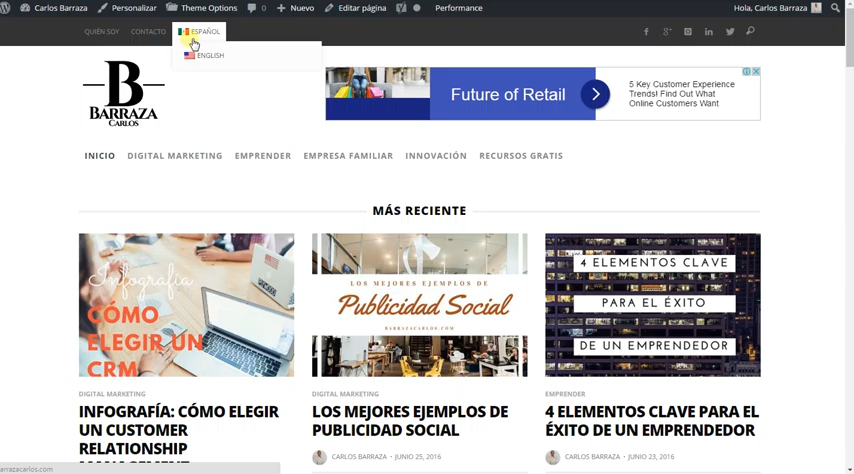 Carlos Barraza Personalizar Theme Options 0 Nuevo Editar página Performance Hola, Carlos Barraza
QUIÉN SOY CONTACTO ESPAÑOL
ENGLISH
B
BARRAZA
CARLOS
Future of Retail
5 Key Customer Experience
Trends! Find Out What
Online Customers Want
INICIO DIGITAL MARKETING EMPRENDER EMPRESA FAMILIAR INNOVACIÓN RECURSOS GRATIS
MÁS RECIENTE
Infografía
CÓMO
ELEGIR UN
CRM
LOS MEJORES EJEMPLOS DE
Publicidad Social
BARRAZACARLOS.COM
4 ELEMENTOS CLAVE
PARA EL ÉXITO
DE UN EMPRENDEDOR
DIGITAL MARKETING
INFOGRAFÍA: CÓMO ELEGIR
UN CUSTOMER
RELATIONSHIP
MANAGEMENT
DIGITAL MARKETING
LOS MEJORES EJEMPLOS DE
PUBLICIDAD SOCIAL
CARLOS BARRAZA · JUNIO 25, 2016
EMPRENDER
4 ELEMENTOS CLAVE PARA EL
ÉXITO DE UN EMPRENDEDOR
CARLOS BARRAZA · JUNIO 23, 2016
arrazacarlos.com